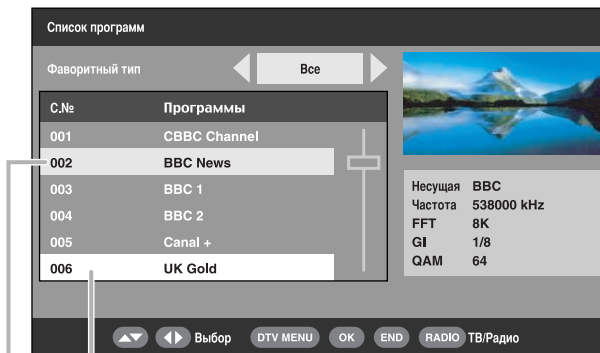 Список программ
Фаворитный тип Все
С.№ Программы
001 CBBC Channel
002 BBC News
003 BBC 1
004 BBC 2
005 Canal +
006 UK Gold
Несущая BBC
Частота 538000 kHz
FFT 8K
GI 1/8
QAM 64
Выбор DTV MENU OK END RADIO ТВ/Радио